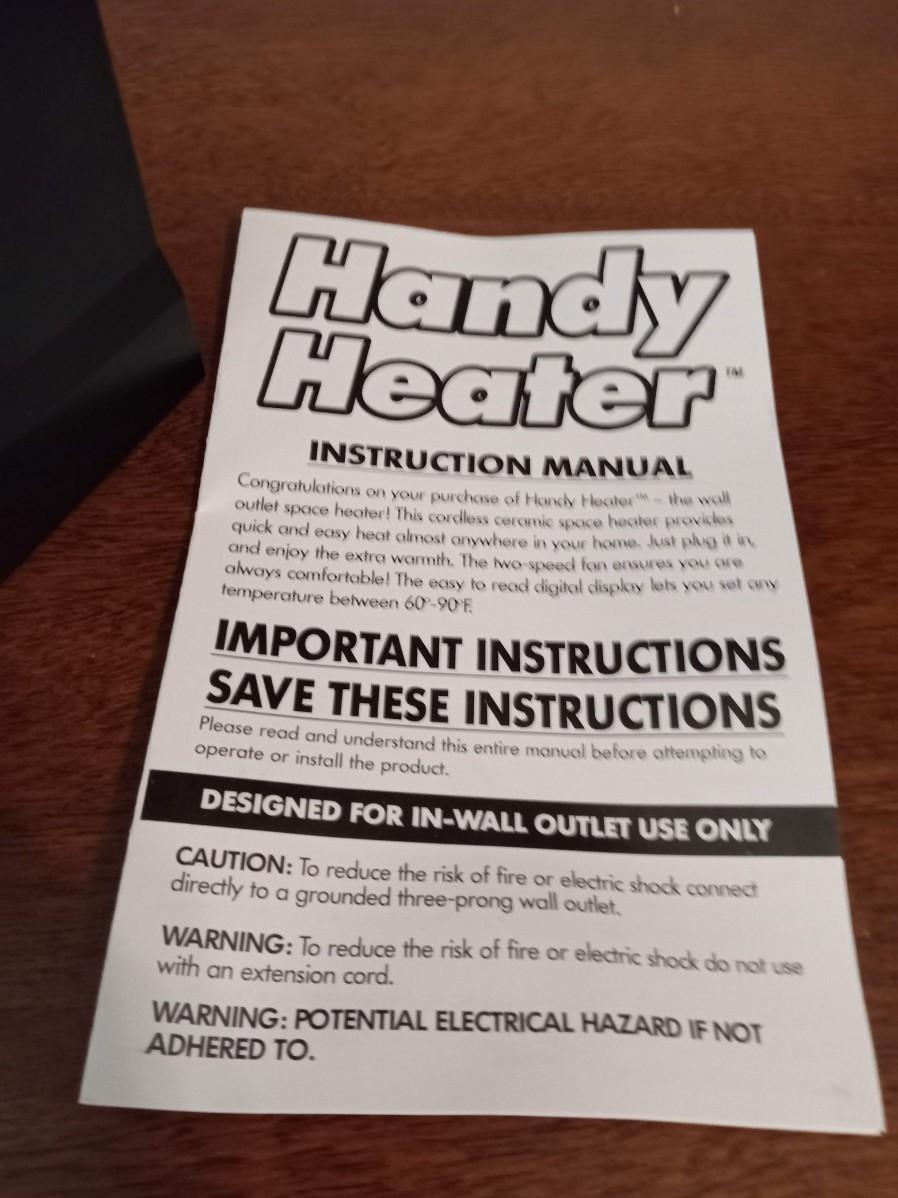 Handy
Heater™
INSTRUCTION MANUAL
Congratulations on your purchase of Handy Heater™ – the wall
outlet space heater! This cordless ceramic space heater provides
quick and easy heat almost anywhere in your home. Just plug it in,
and enjoy the extra warmth. The two-speed fan ensures you are
always comfortable! The easy to read digital display lets you set any
temperature between 60°-90°F.
IMPORTANT INSTRUCTIONS
SAVE THESE INSTRUCTIONS
Please read and understand this entire manual before attempting to
operate or install the product.
DESIGNED FOR IN-WALL OUTLET USE ONLY
CAUTION: To reduce the risk of fire or electric shock connect
directly to a grounded three-prong wall outlet.
WARNING: To reduce the risk of fire or electric shock do not use
with an extension cord.
WARNING: POTENTIAL ELECTRICAL HAZARD IF NOT
ADHERED TO.